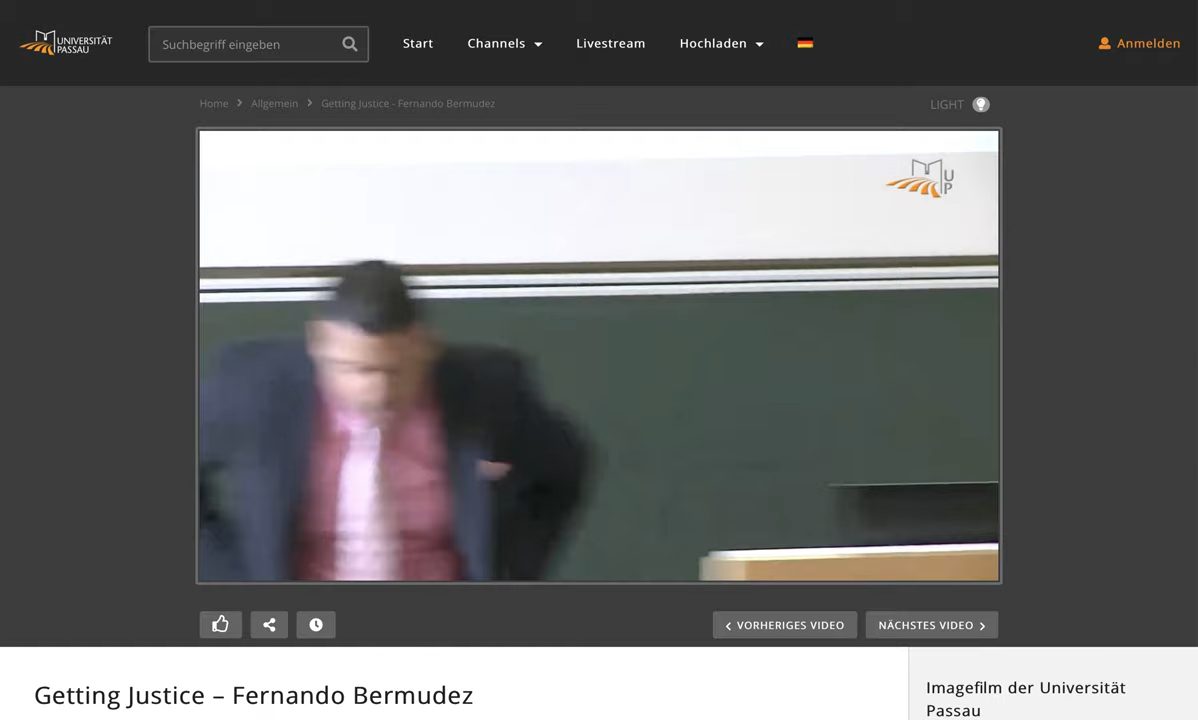 UNIVERSITÄT
PASSAU
Suchbegriff eingeben
Start
Channels
Livestream
Hochladen
Anmelden
Home
Allgemein
Getting Justice - Fernando Bermudez
LIGHT
U
P
VORHERIGES VIDEO
NÄCHSTES VIDEO
Getting Justice – Fernando Bermudez
Imagefilm der Universität
Passau